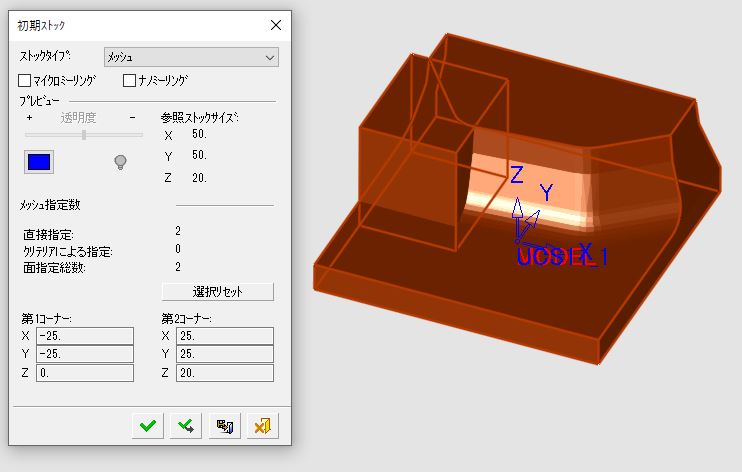 初期ｽﾄｯｸ
ｽﾄｯｸﾀｲﾌﾟ: ﾒｯｼｭ
ﾏｲｸﾛﾐｰﾘﾝｸﾞ ﾅﾉﾐｰﾘﾝｸﾞ
ﾌﾟﾚﾋﾞｭｰ
+ 透明度 -
参照ｽﾄｯｸｻｲｽﾞ:
X 50.
Y 50.
Z 20.
ﾒｯｼｭ指定数
直接指定: 2
ｸﾘﾃﾘｱによる指定: 0
面指定総数: 2
選択ﾘｾｯﾄ
第1ｺｰﾅｰ: 第2ｺｰﾅｰ:
X -25. X 25.
Y -25. Y 25.
Z 0. Z 20.
Z
Y
X